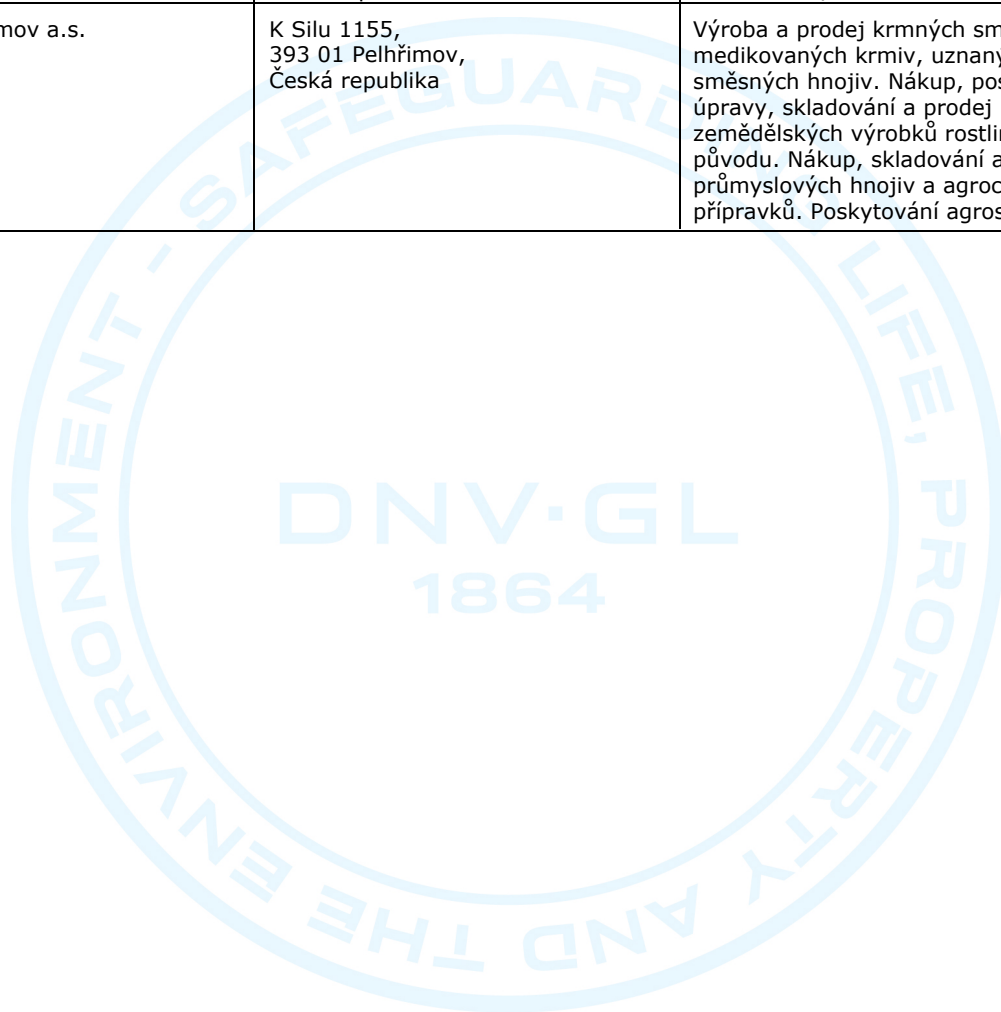 mov a.s.
K Silu 1155,
393 01 Pelhřimov,
Česká republika
Výroba a prodej krmných sm
medikovaných krmiv, uznaný
směsných hnojiv. Nákup, pos
úpravy, skladování a prodej
zemědělských výrobků rostlin
původu. Nákup, skladování a
průmyslových hnojiv a agroc
přípravků. Poskytování agros
SAFEGUARDING LIFE, PROPERTY AND THE ENVIRONMENT -
DNV·GL
1864